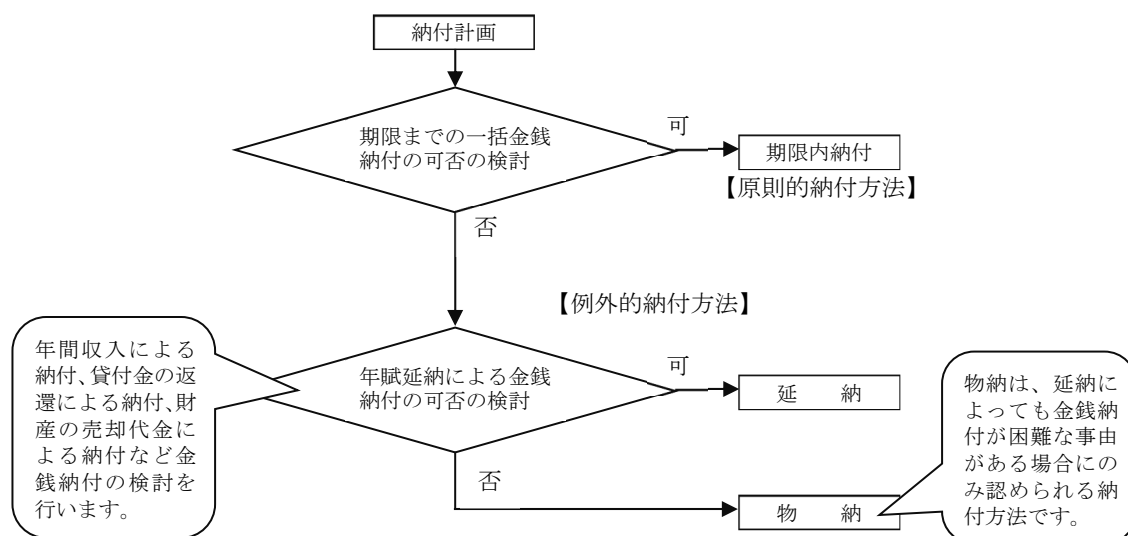 納付計画
期限までの一括金銭
納付の可否の検討
可
期限内納付
【原則的納付方法】
否
【例外的納付方法】
年間収入による
納付、貸付金の返
還による納付、財
産の売却代金に
よる納付など金
銭納付の検討を
行います。
年賦延納による金銭
納付の可否の検討
可
延 納
否
物 納
物納は、延納に
よっても金銭納
付が困難な事由
がある場合にの
み認められる納
付方法です。